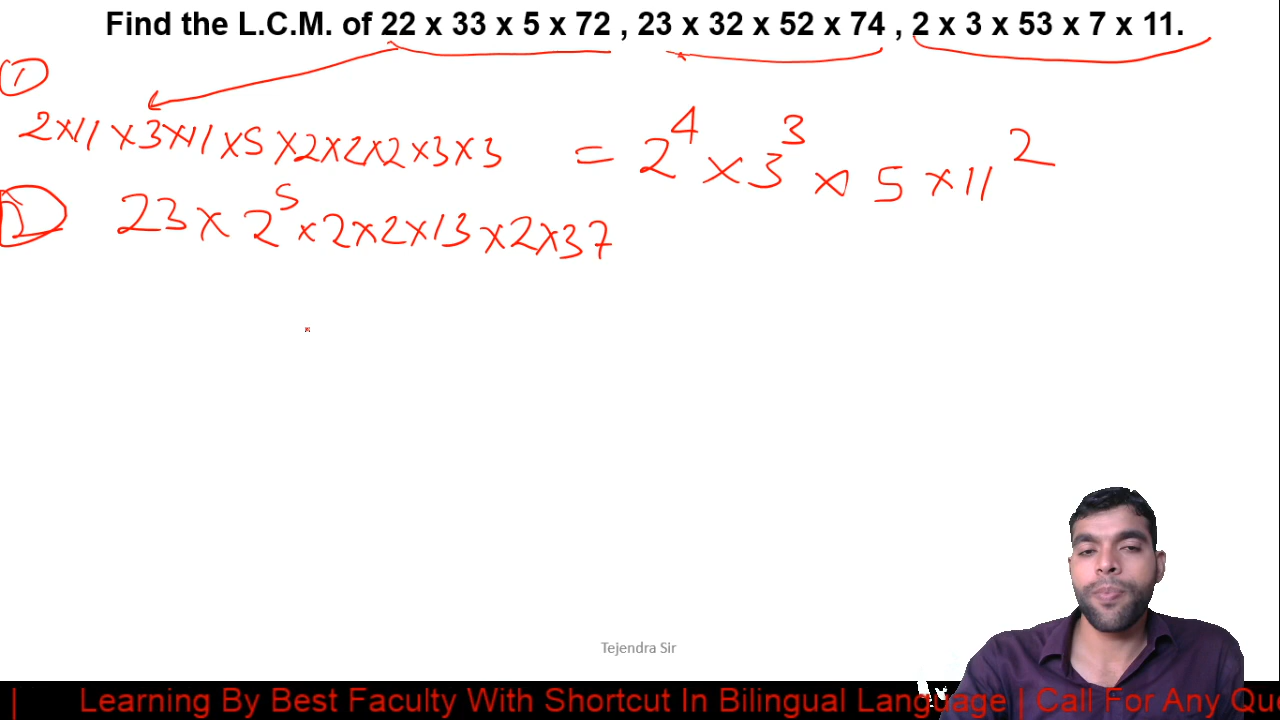 Find the L.C.M. of 22 x 33 x 5 x 72 , 23 x 32 x 52 x 74 , 2 x 3 x 53 x 7 x 11.
1
2×11×3×11×5×2×2×2×3×3 = 2⁴×3³×5×11²
2 23×2⁵×2×2×13×2×37
Tejendra Sir
| Learning By Best Faculty With Shortcut In Bilingual Language | Call For Any Qu